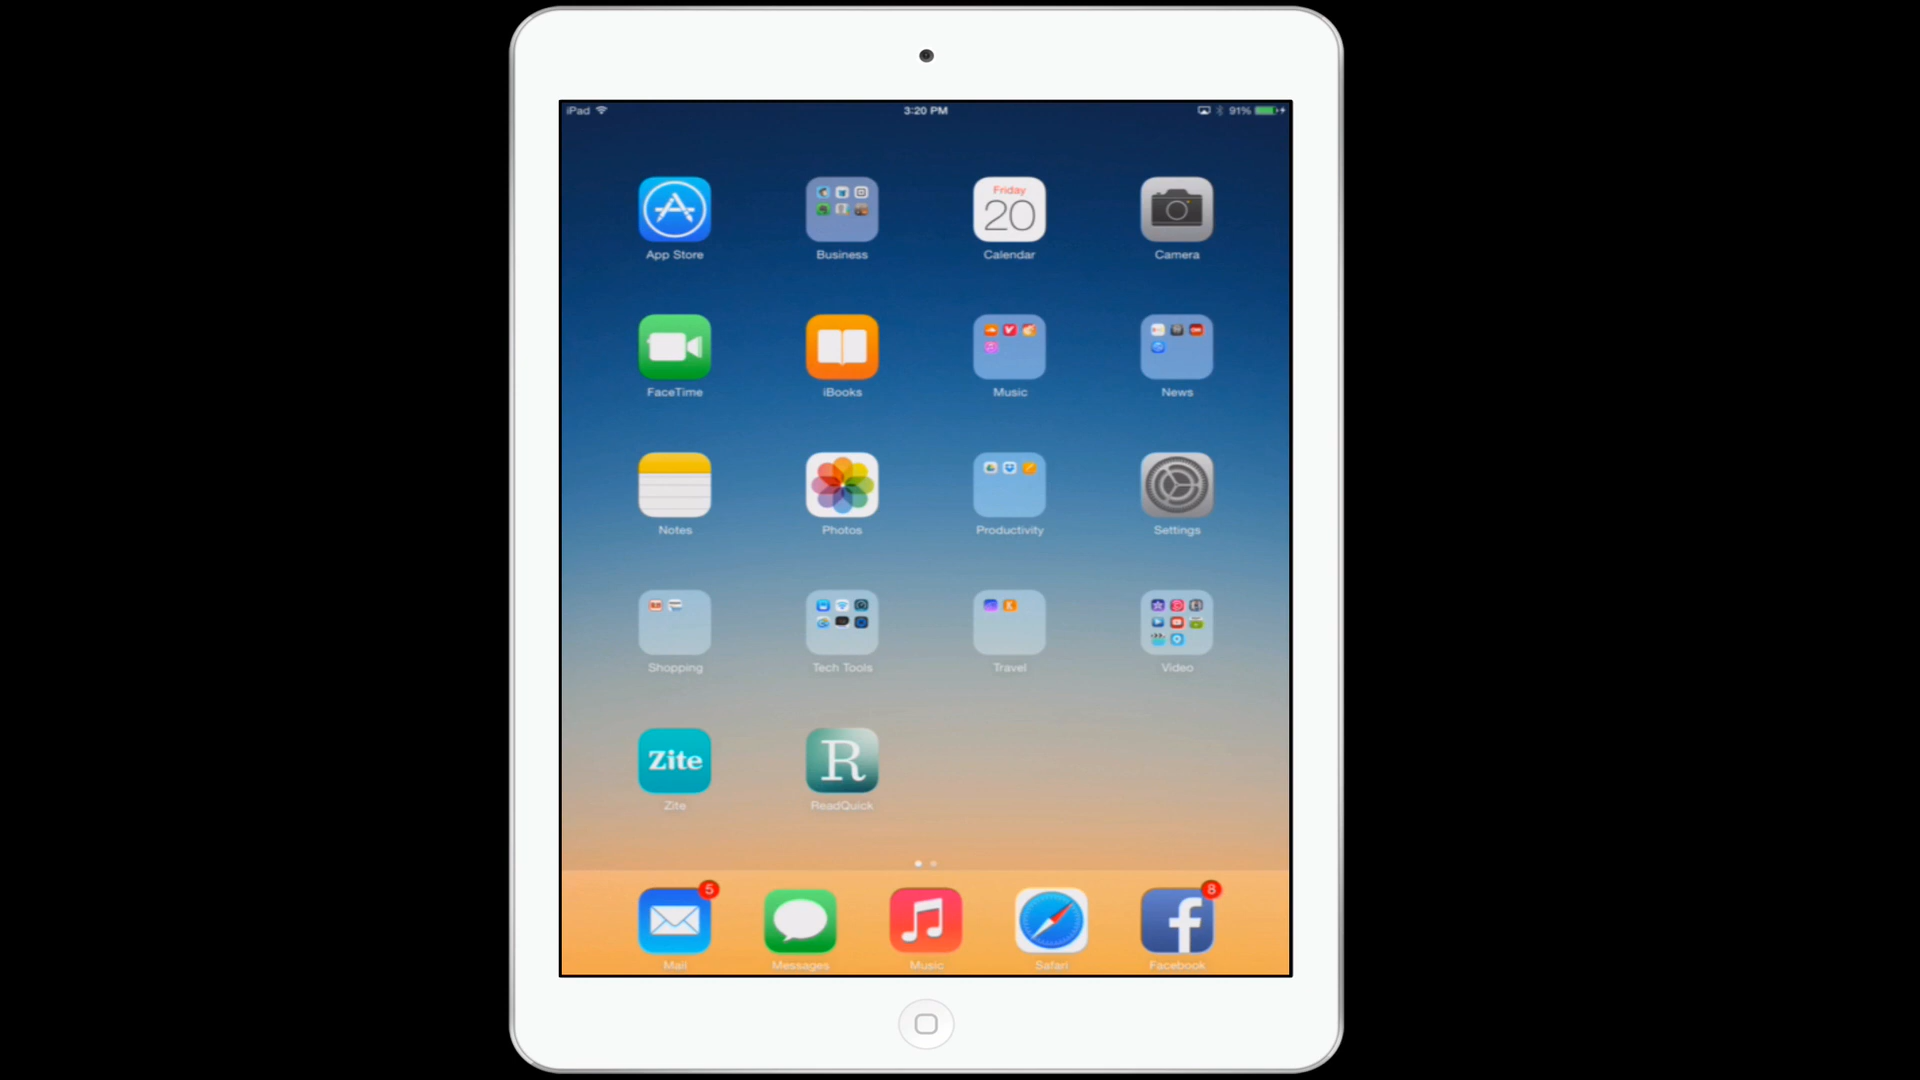 iPad 3:20 PM 91%
Friday
20
App Store Business Calendar Camera
FaceTime iBooks Music News
Notes Photos Productivity Settings
Shopping Tech Tools Travel Video
Zite R
Zite ReadQuick
5 8
Mail Messages Music Safari Facebook